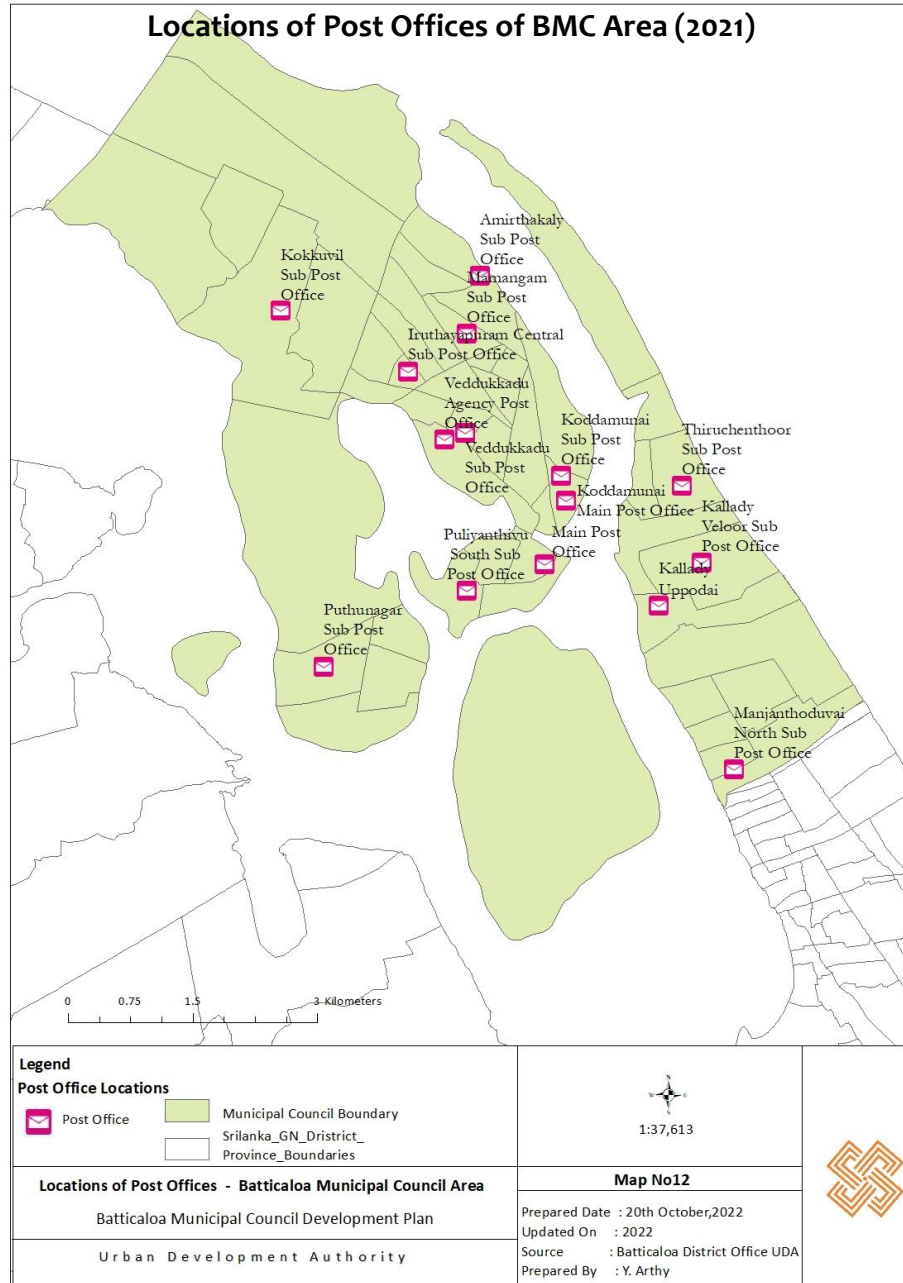 Locations of Post Offices of BMC Area (2021)
Amirthakaly
Sub Post
Office
Kokkuvil
Sub Post
Office
Mamangam
Sub Post
Office
Iruthayapuram Central
Sub Post Office
Veddukkadu
Agency Post
Office
Veddukkadu
Sub Post
Office
Koddamunai
Sub Post
Office
Thiruchenthoor
Sub Post
Office
Koddamunai
Main Post Office
Kallady
Veloor Sub
Post Office
Puliyanthivu
South Sub
Post Office
Main Post
Office
Kallady
Uppodai
Puthunagar
Sub Post
Office
Manjanthoduvai
North Sub
Post Office
0 0.75 1.5 3 Kilometers
Legend
Post Office Locations
Post Office
Municipal Council Boundary
Srilanka_GN_Dristrict_
Province_Boundaries
N
W E
S
1:37,613
Locations of Post Offices - Batticaloa Municipal Council Area
Batticaloa Municipal Council Development Plan
Urban Development Authority
Map No12
Prepared Date : 20th October,2022
Updated On : 2022
Source : Batticaloa District Office UDA
Prepared By : Y. Arthy